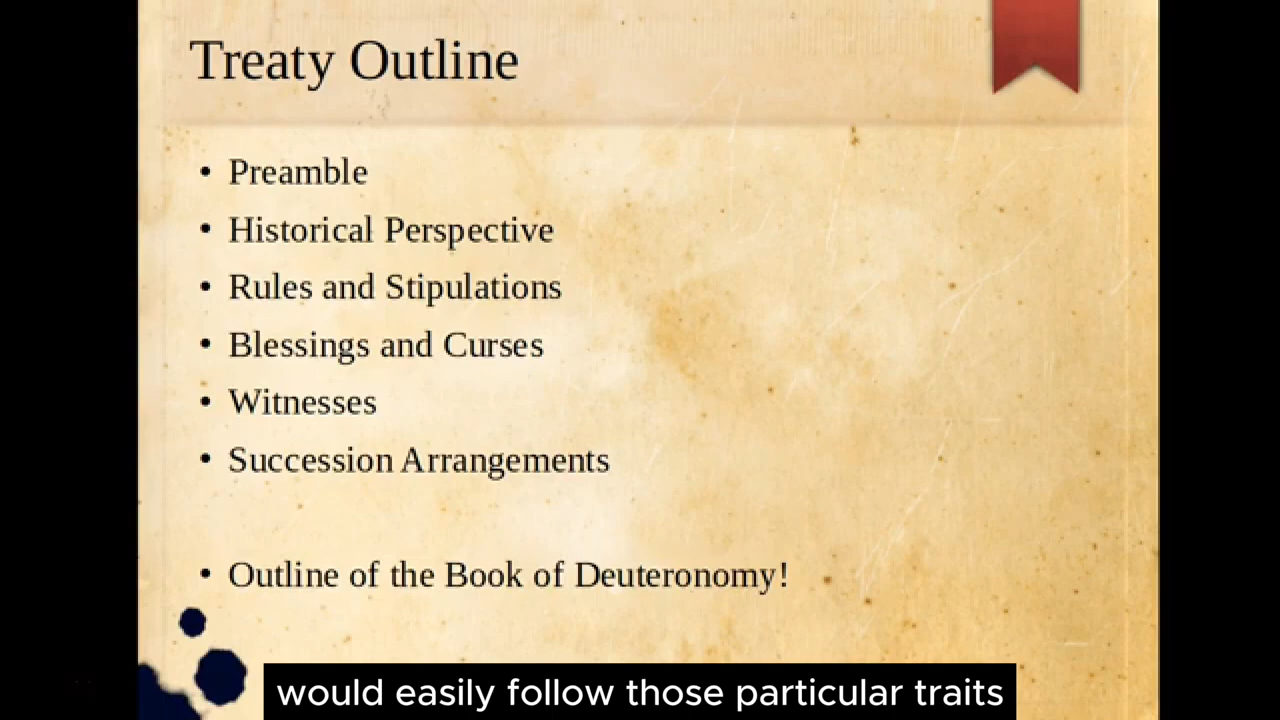 Treaty Outline
• Preamble
• Historical Perspective
• Rules and Stipulations
• Blessings and Curses
• Witnesses
• Succession Arrangements
• Outline of the Book of Deuteronomy!
would easily follow those particular traits